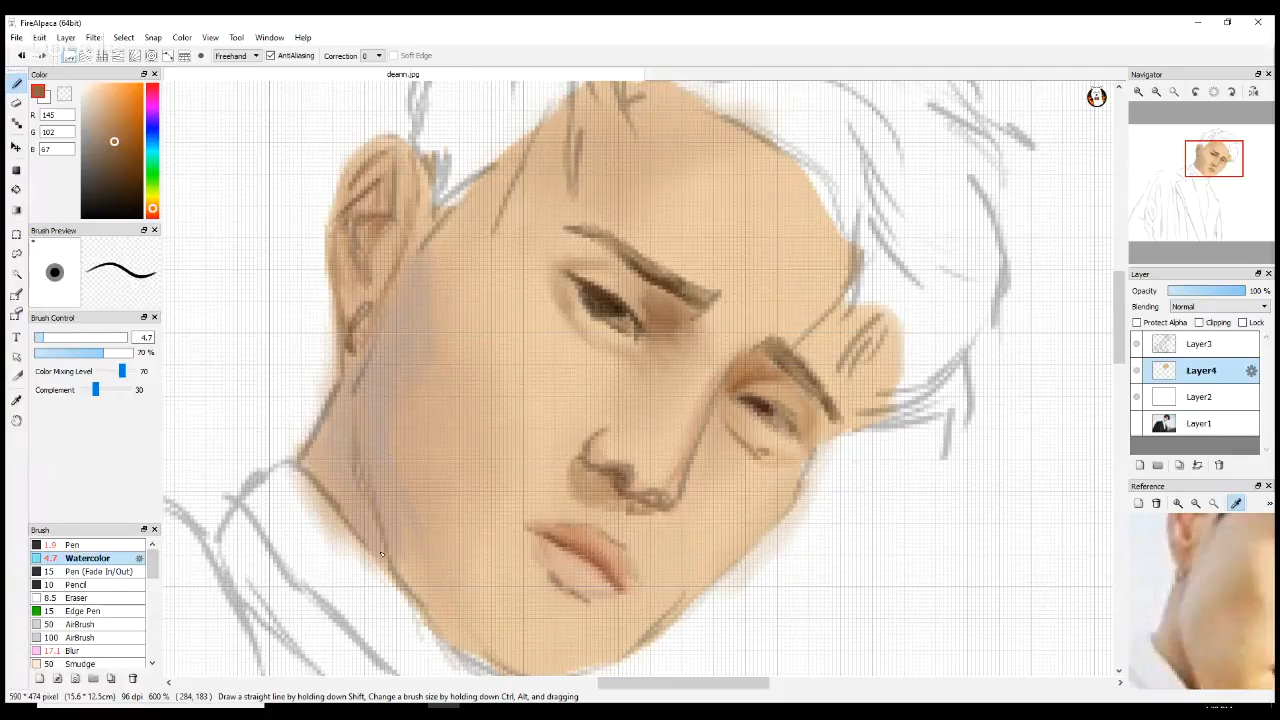 FireAlpaca (64bit)
File Edit Layer Filter Select Snap Color View Tool Window Help
Freehand AntiAliasing Correction 0 Soft Edge
Color
deann.jpg
Navigator
R 145
G 102
B 67
Brush Preview
Brush Control
4.7
70 %
Color Mixing Level 70
Complement 30
Layer
Opacity 100 %
Blending Normal
Protect Alpha Clipping Lock
Layer3
Layer4
Layer2
Layer1
Reference
Brush
1.9 Pen
4.7 Watercolor
15 Pen (Fade In/Out)
10 Pencil
8.5 Eraser
15 Edge Pen
50 AirBrush
100 AirBrush
17.1 Blur
50 Smudge
590 * 474 pixel (15.6 * 12.5cm) 96 dpi 600 % ( 284, 183 ) Draw a straight line by holding down Shift, Change a brush size by holding down Ctrl, Alt, and dragging